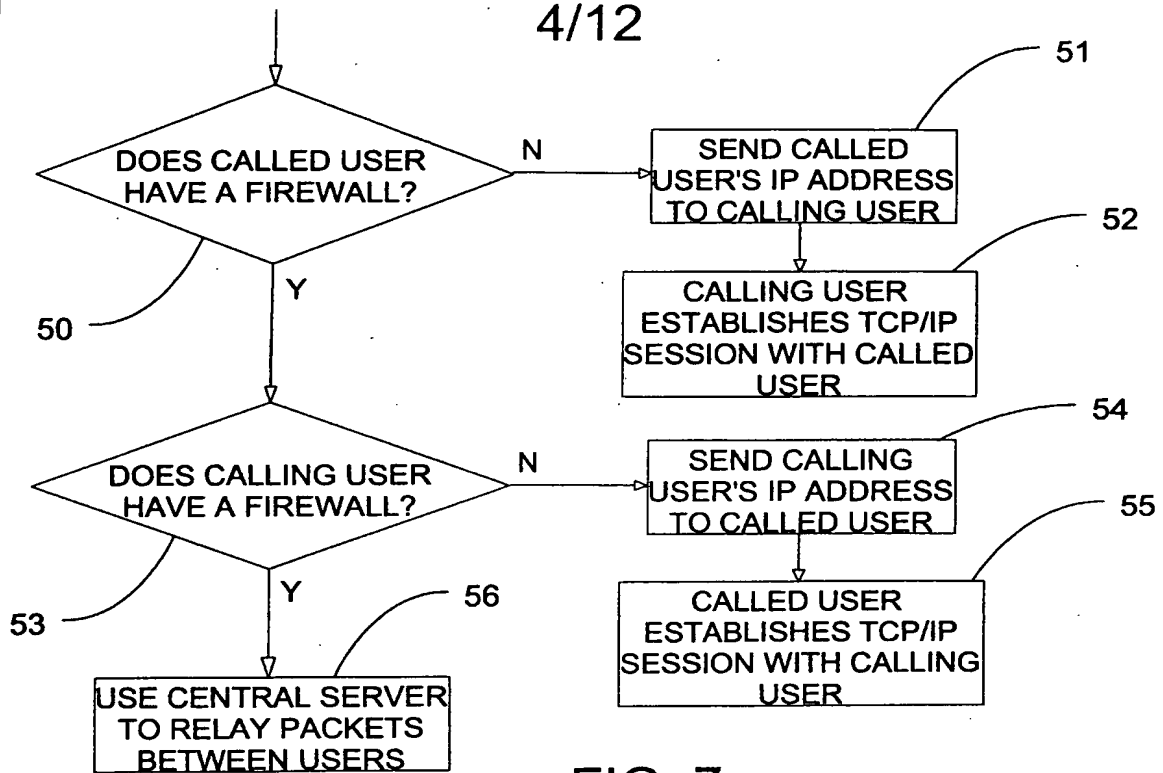 4/12
51
DOES CALLED USER
HAVE A FIREWALL?
N
SEND CALLED
USER'S IP ADDRESS
TO CALLING USER
52
Y
50
CALLING USER
ESTABLISHES TCP/IP
SESSION WITH CALLED
USER
54
DOES CALLING USER
HAVE A FIREWALL?
N
SEND CALLING
USER'S IP ADDRESS
TO CALLED USER
55
Y
53
56
CALLED USER
ESTABLISHES TCP/IP
SESSION WITH CALLING
USER
USE CENTRAL SERVER
TO RELAY PACKETS
BETWEEN USERS